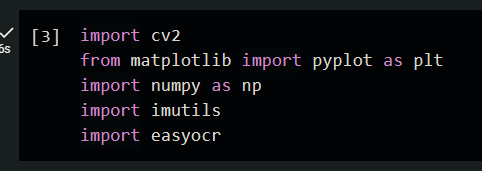 [3] import cv2
from matplotlib import pyplot as plt
import numpy as np
import imutils
import easyocr
6s